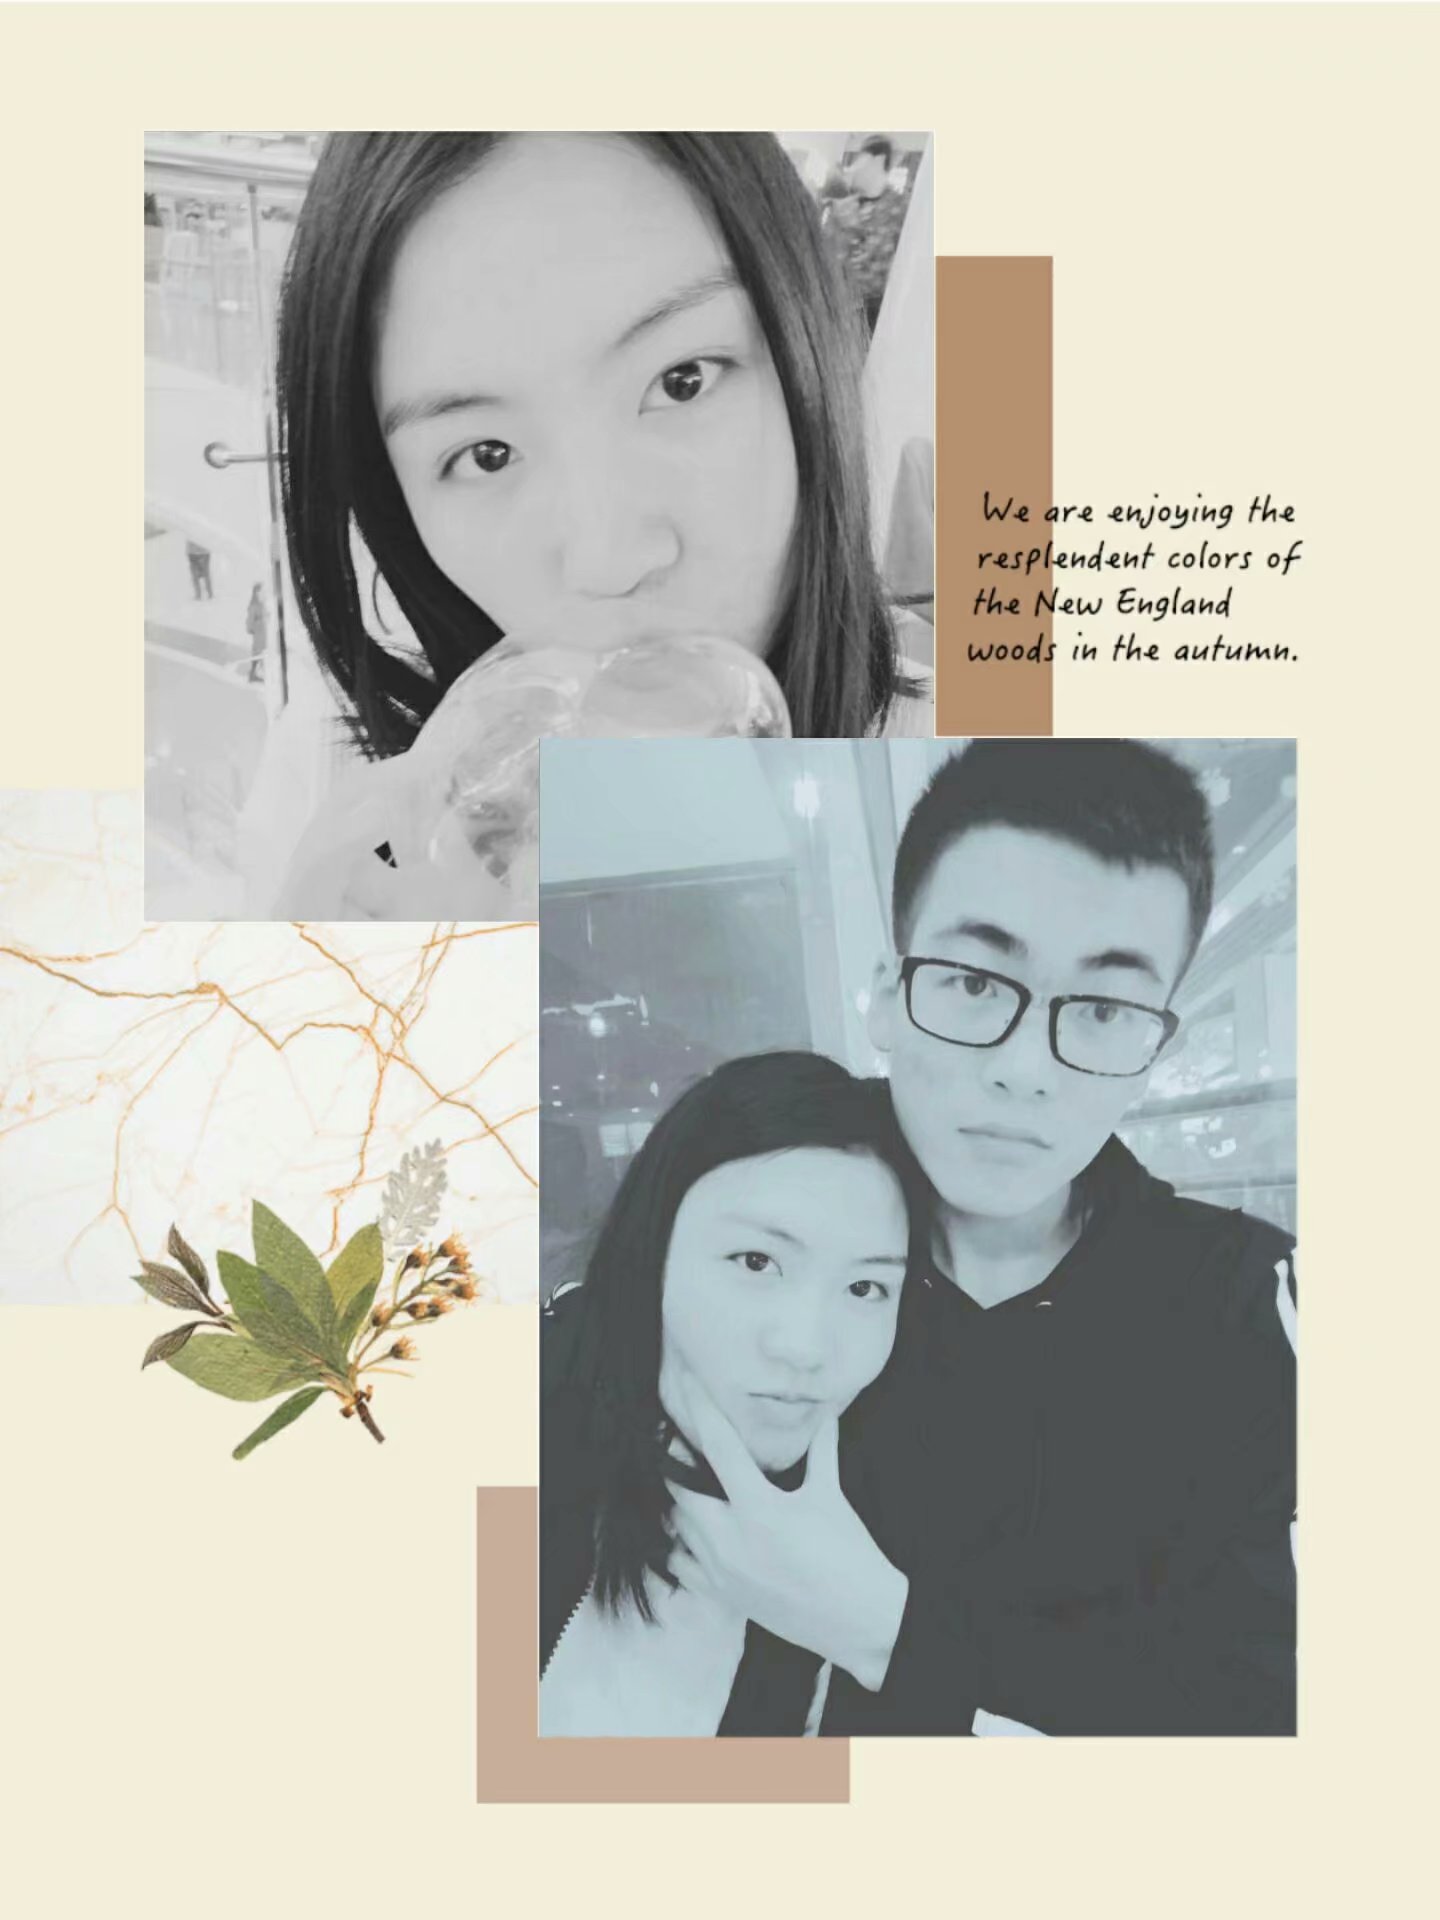 We are enjoying the
resplendent colors of
the New England
woods in the autumn.